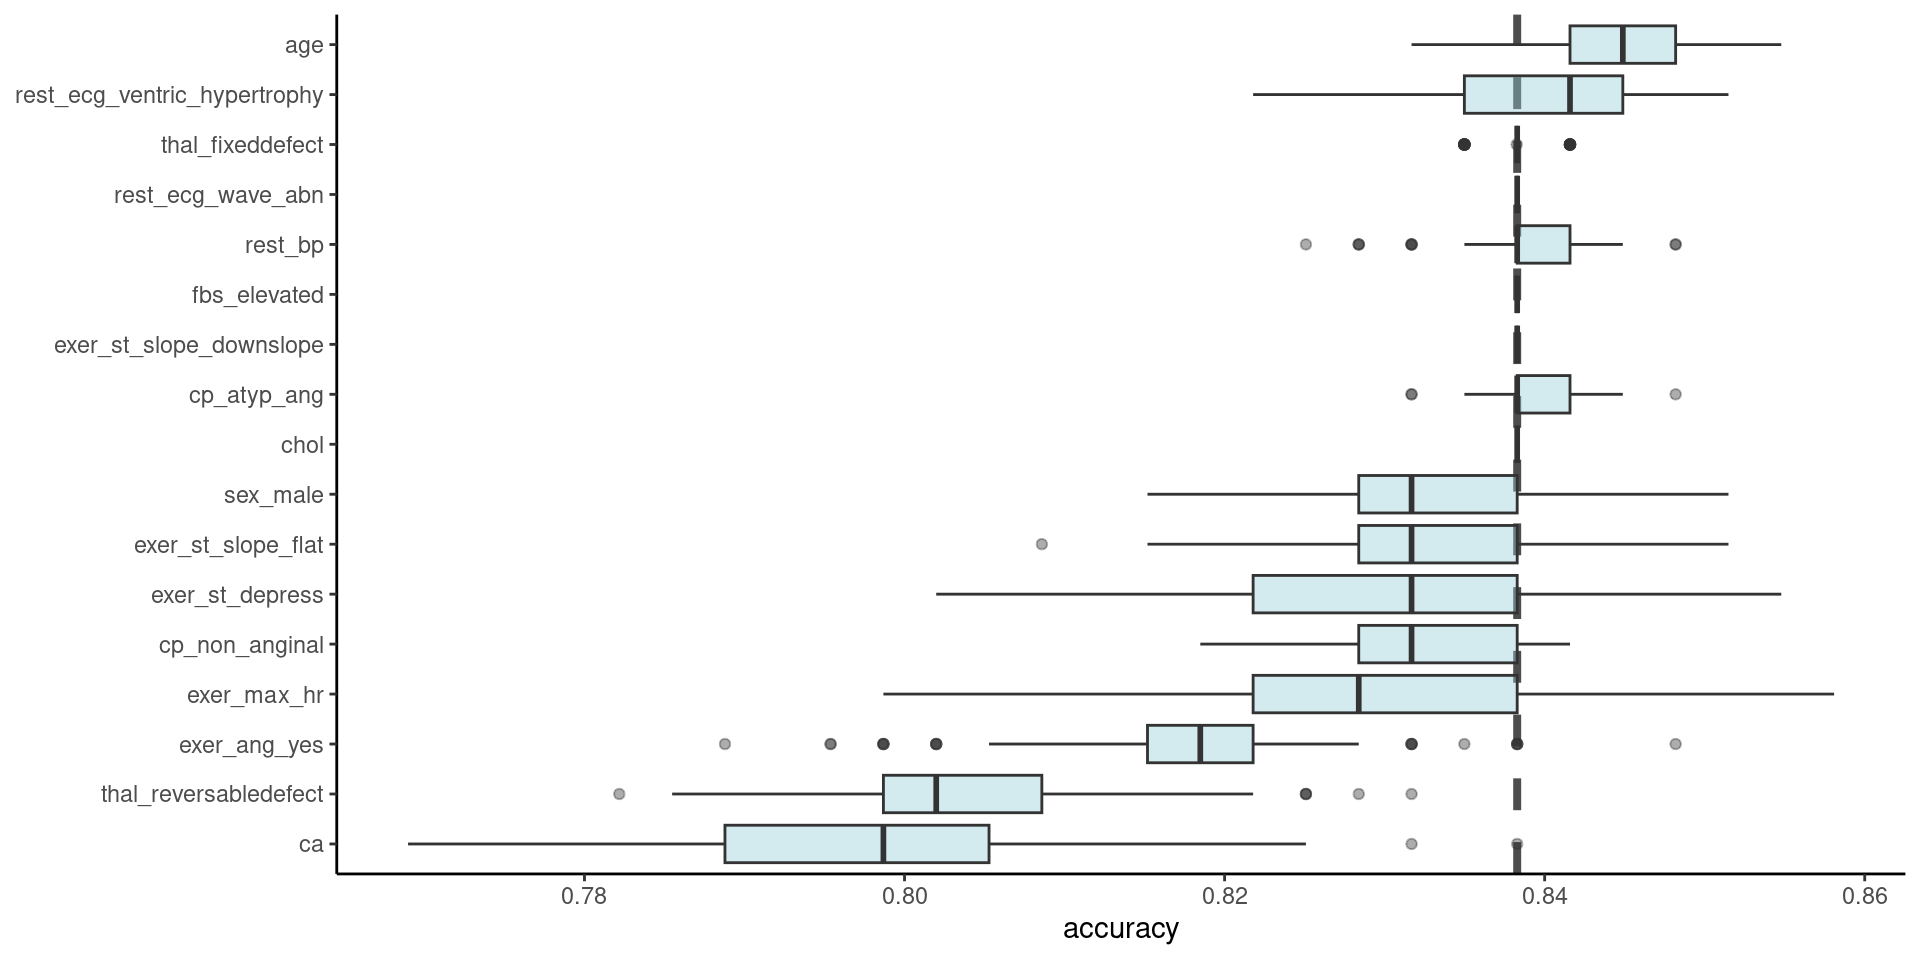 age
rest_ecg_ventric_hypertrophy
thal_fixeddefect
rest_ecg_wave_abn
rest_bp
fbs_elevated
exer_st_slope_downslope
cp_atyp_ang
chol
sex_male
exer_st_slope_flat
exer_st_depress
cp_non_anginal
exer_max_hr
exer_ang_yes
thal_reversabledefect
ca
0.78 0.80 0.82 0.84 0.86
accuracy